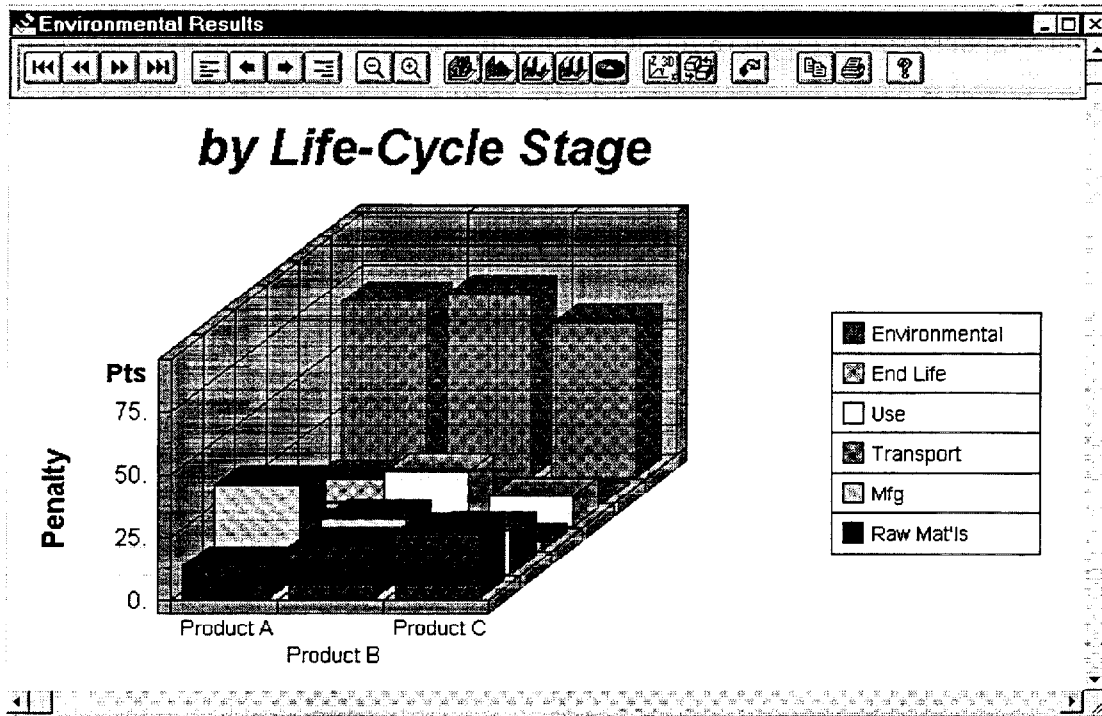 Environmental Results
by Life-Cycle Stage
Pts
75.
50.
25.
0.
Penalty
Product A
Product B
Product C
Environmental
End Life
Use
Transport
Mfg
Raw Mat'ls